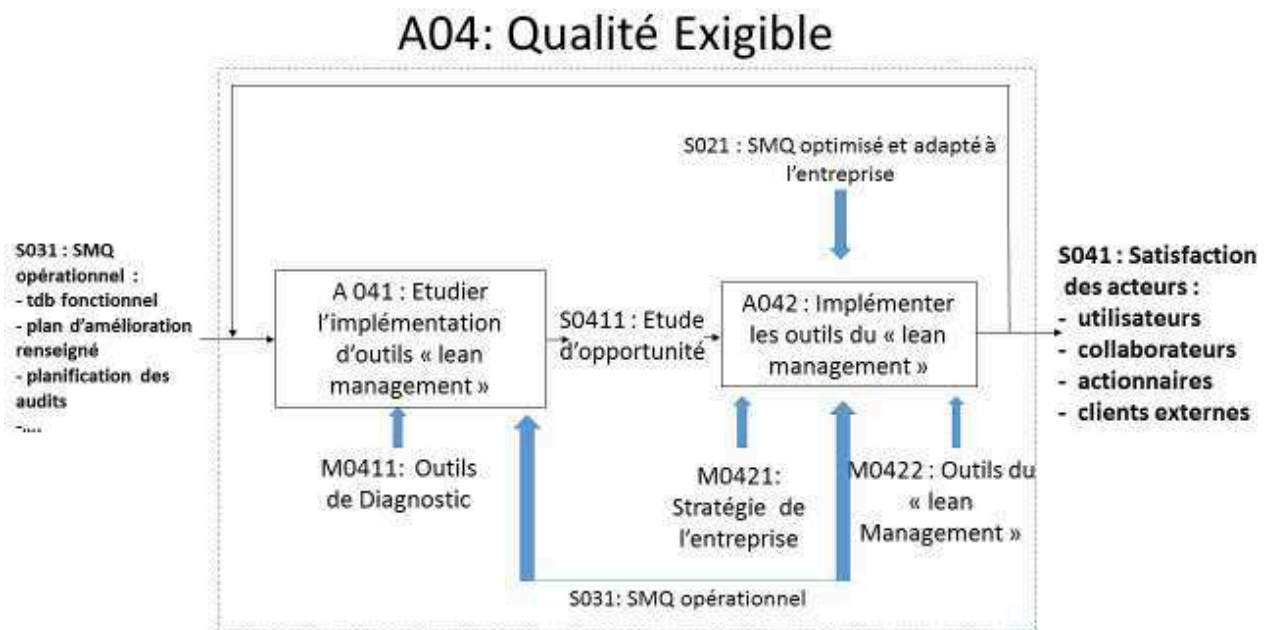 A04: Qualité Exigible
S021 : SMQ optimisé et adapté à
l'entreprise
S031 : SMQ
opérationnel :
- tdb fonctionnel
- plan d'amélioration
renseigné
- planification des
audits
-....
A 041 : Etudier
l'implémentation
d'outils « lean
management »
S0411 : Etude
d'opportunité
A042 : Implémenter
les outils du « lean
management »
S041 : Satisfaction
des acteurs :
- utilisateurs
- collaborateurs
- actionnaires
- clients externes
M0411: Outils
de Diagnostic
M0421:
Stratégie de
l'entreprise
M0422 : Outils du
« lean
Management »
S031: SMQ opérationnel